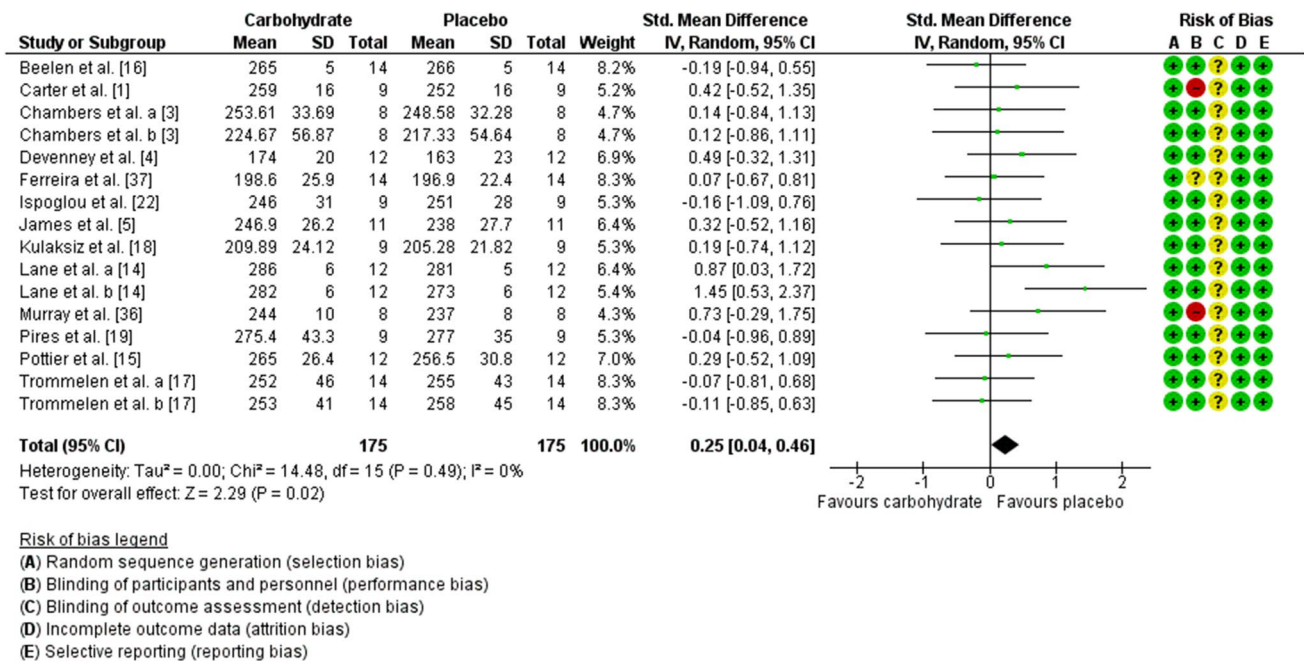 Carbohydrate Placebo Std. Mean Difference Std. Mean Difference Risk of Bias
Study or Subgroup Mean SD Total Mean SD Total Weight IV, Random, 95% CI IV, Random, 95% CI A B C D E
Beelen et al. [16] 265 5 14 266 5 14 8.2% -0.19 [-0.94, 0.55] + + ? + +
Carter et al. [1] 259 16 9 252 16 9 5.2% 0.42 [-0.52, 1.35] + - ? + +
Chambers et al. a [3] 253.61 33.69 8 248.58 32.28 8 4.7% 0.14 [-0.84, 1.13] + + ? + +
Chambers et al. b [3] 224.67 56.87 8 217.33 54.64 8 4.7% 0.12 [-0.86, 1.11] + + ? + +
Devenney et al. [4] 174 20 12 163 23 12 6.9% 0.49 [-0.32, 1.31] + + ? + +
Ferreira et al. [37] 198.6 25.9 14 196.9 22.4 14 8.3% 0.07 [-0.67, 0.81] + ? ? + +
Ispoglou et al. [22] 246 31 9 251 28 9 5.3% -0.16 [-1.09, 0.76] + + ? + +
James et al. [5] 246.9 26.2 11 238 27.7 11 6.4% 0.32 [-0.52, 1.16] + + ? + +
Kulaksiz et al. [18] 209.89 24.12 9 205.28 21.82 9 5.3% 0.19 [-0.74, 1.12] + + ? + +
Lane et al. a [14] 286 6 12 281 5 12 6.4% 0.87 [0.03, 1.72] + + ? + +
Lane et al. b [14] 282 6 12 273 6 12 5.4% 1.45 [0.53, 2.37] + + ? + +
Murray et al. [36] 244 10 8 237 8 8 4.3% 0.73 [-0.29, 1.75] + - ? + +
Pires et al. [19] 275.4 43.3 9 277 35 9 5.3% -0.04 [-0.96, 0.89] + + ? + +
Pottier et al. [15] 265 26.4 12 256.5 30.8 12 7.0% 0.29 [-0.52, 1.09] + + ? + +
Trommelen et al. a [17] 252 46 14 255 43 14 8.3% -0.07 [-0.81, 0.68] + + ? + +
Trommelen et al. b [17] 253 41 14 258 45 14 8.3% -0.11 [-0.85, 0.63] + + ? + +
Total (95% CI) 175 175 100.0% 0.25 [0.04, 0.46]
Heterogeneity: Tau² = 0.00; Chi² = 14.48, df = 15 (P = 0.49); I² = 0%
Test for overall effect: Z = 2.29 (P = 0.02)
-2 -1 0 1 2
Favours carbohydrate Favours placebo
Risk of bias legend
(A) Random sequence generation (selection bias)
(B) Blinding of participants and personnel (performance bias)
(C) Blinding of outcome assessment (detection bias)
(D) Incomplete outcome data (attrition bias)
(E) Selective reporting (reporting bias)